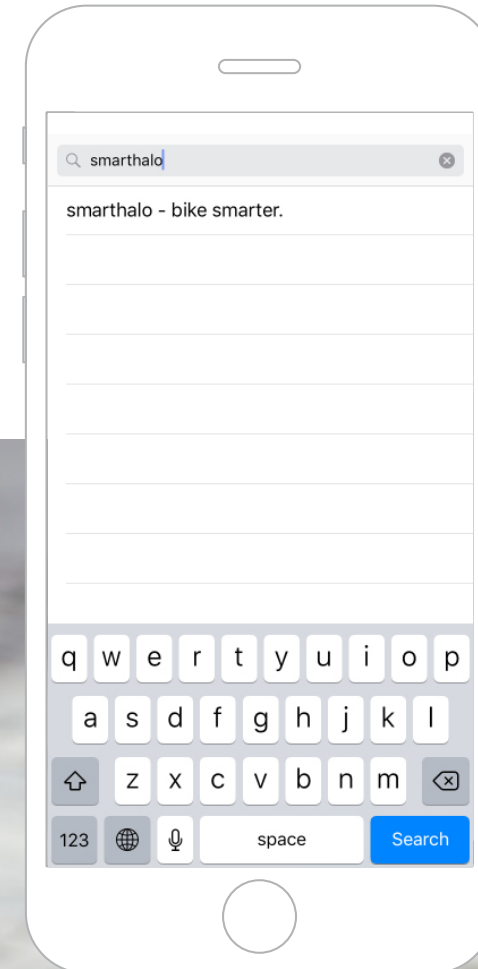 smarthalo
smarthalo - bike smarter.
q w e r t y u i o p
a s d f g h j k l
z x c v b n m
123 space Search